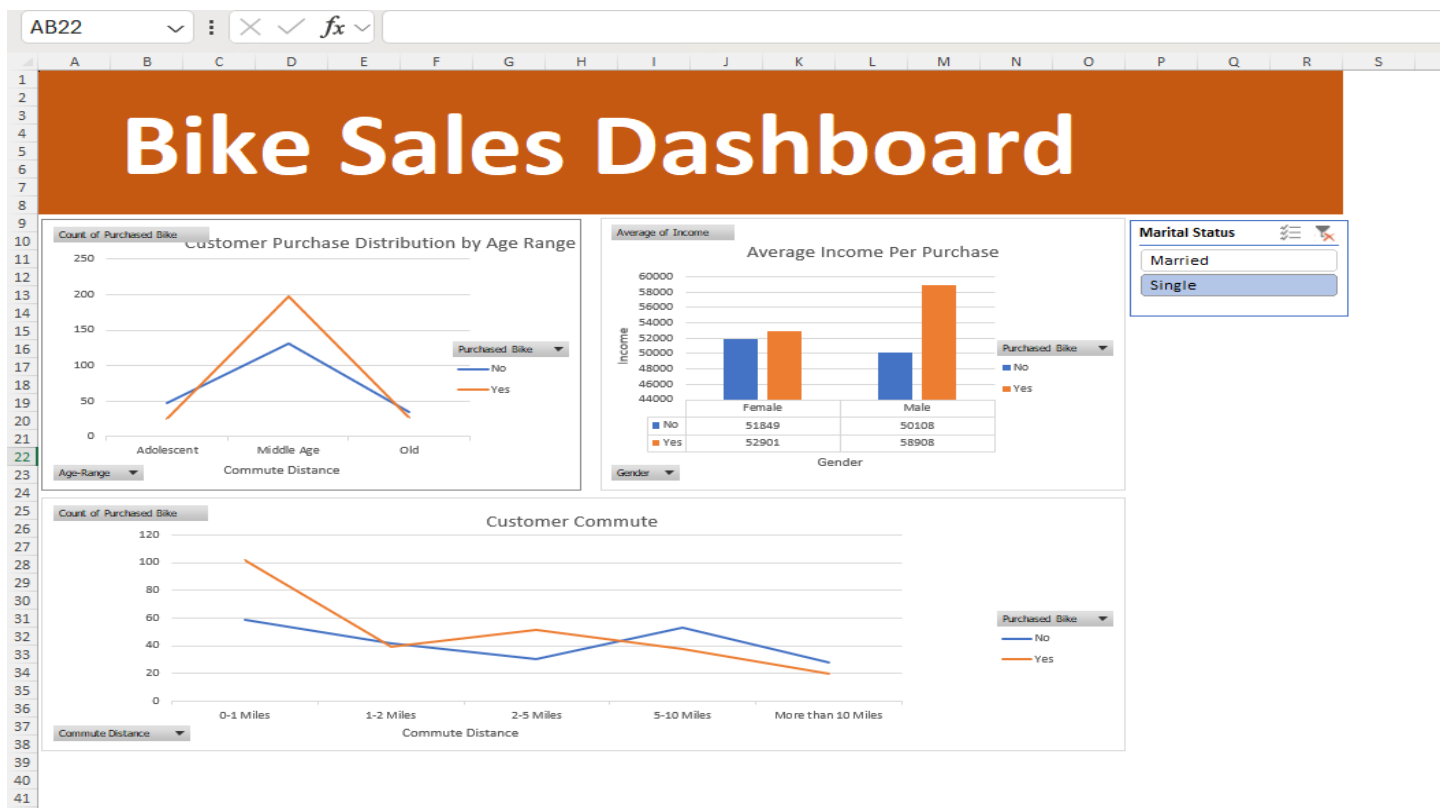 AB22
fx
A B C D E F G H I J K L M N O P Q R S
1
2
3
4
5
6
7
8
9
10
11
12
13
14
15
16
17
18
19
20
21
22
23
24
25
26
27
28
29
30
31
32
33
34
35
36
37
38
39
40
41
Bike Sales Dashboard
Count of Purchased Bike
Customer Purchase Distribution by Age Range
250
200
150
100
50
0
Adolescent Middle Age Old
Commute Distance
Age-Range
Purchased Bike
No
Yes
Average of Income
Average Income Per Purchase
Income
60000
58000
56000
54000
52000
50000
48000
46000
44000
Female Male
No 51849 50108
Yes 52901 58908
Gender
Gender
Purchased Bike
No
Yes
Marital Status
Married
Single
Count of Purchased Bike
Customer Commute
120
100
80
60
40
20
0
0-1 Miles 1-2 Miles 2-5 Miles 5-10 Miles More than 10 Miles
Commute Distance
Commute Distance
Purchased Bike
No
Yes